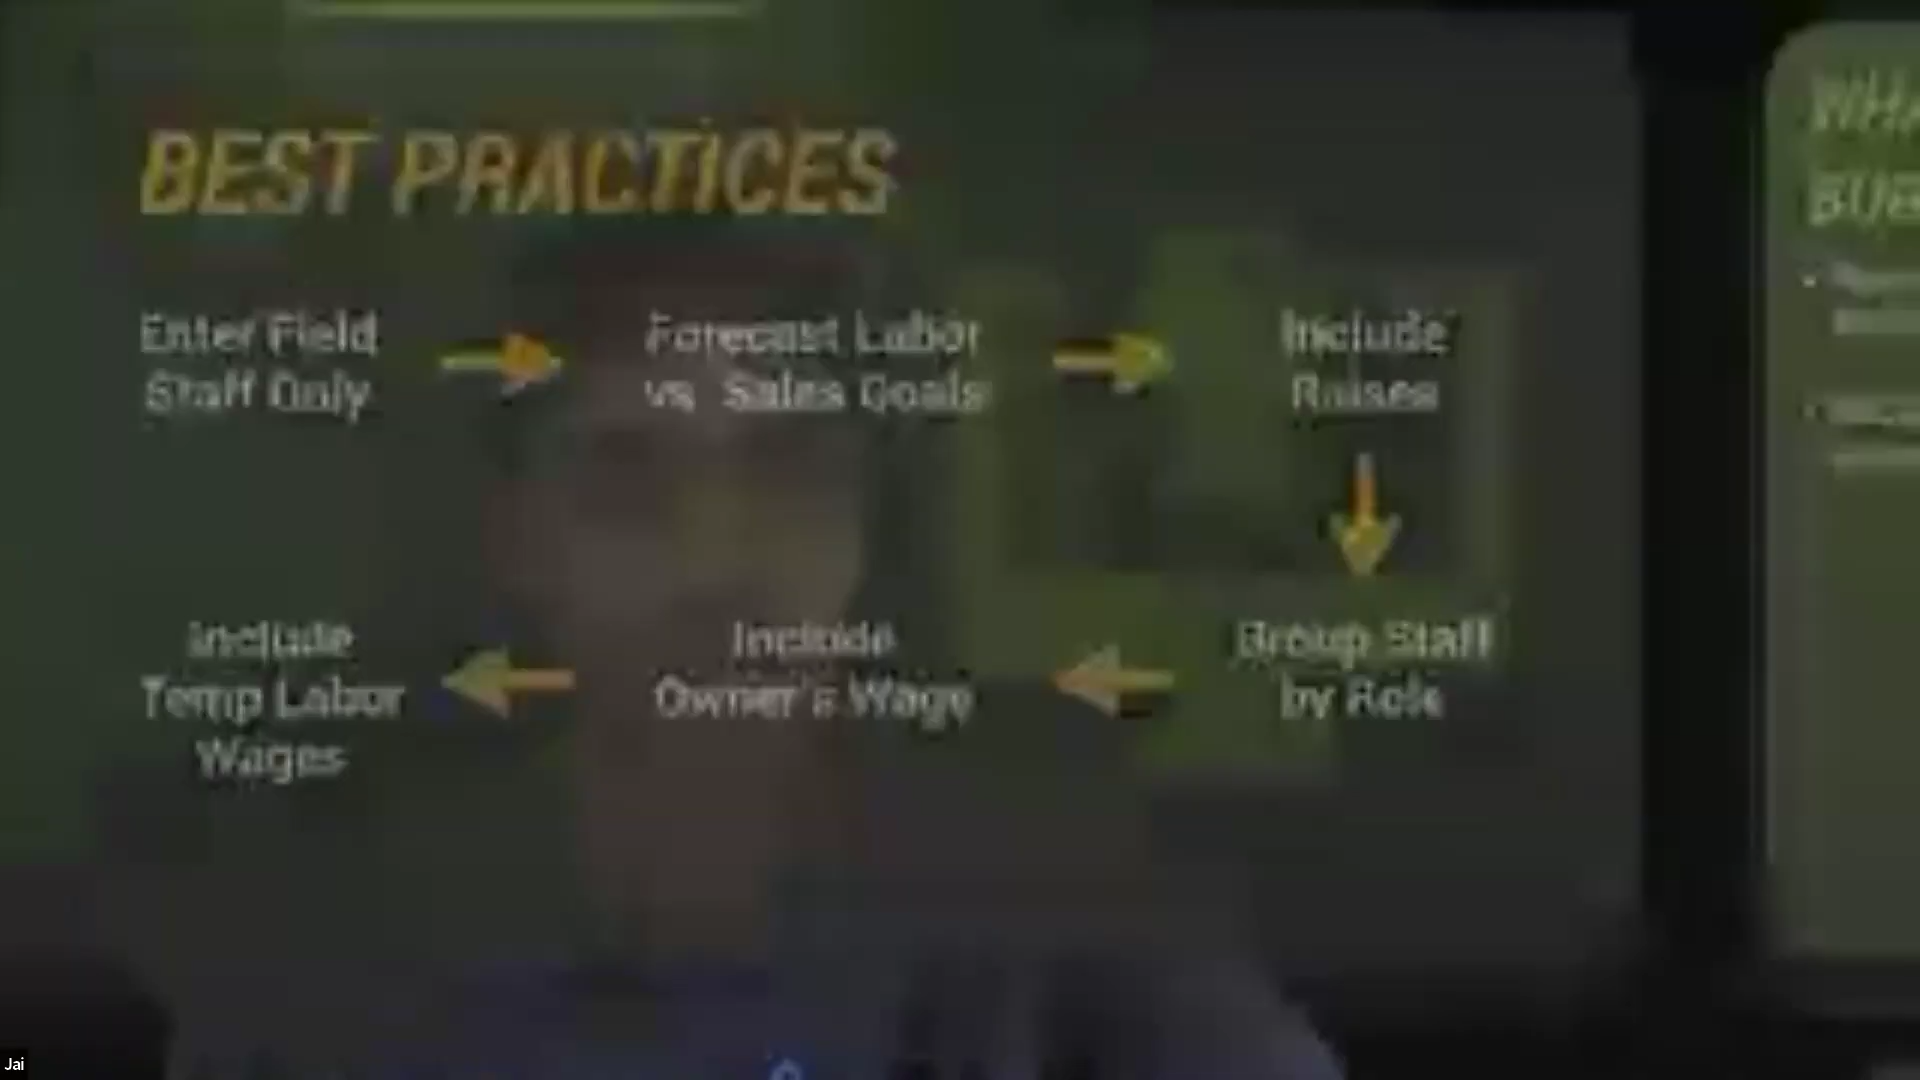 BEST PRACTICES
Enter Field
Staff Only
Forecast Labor
vs Sales Goals
Include
Raises
Group Staff
by Role
Include
Owner's Wage
Include
Temp Labor
Wages
Jai